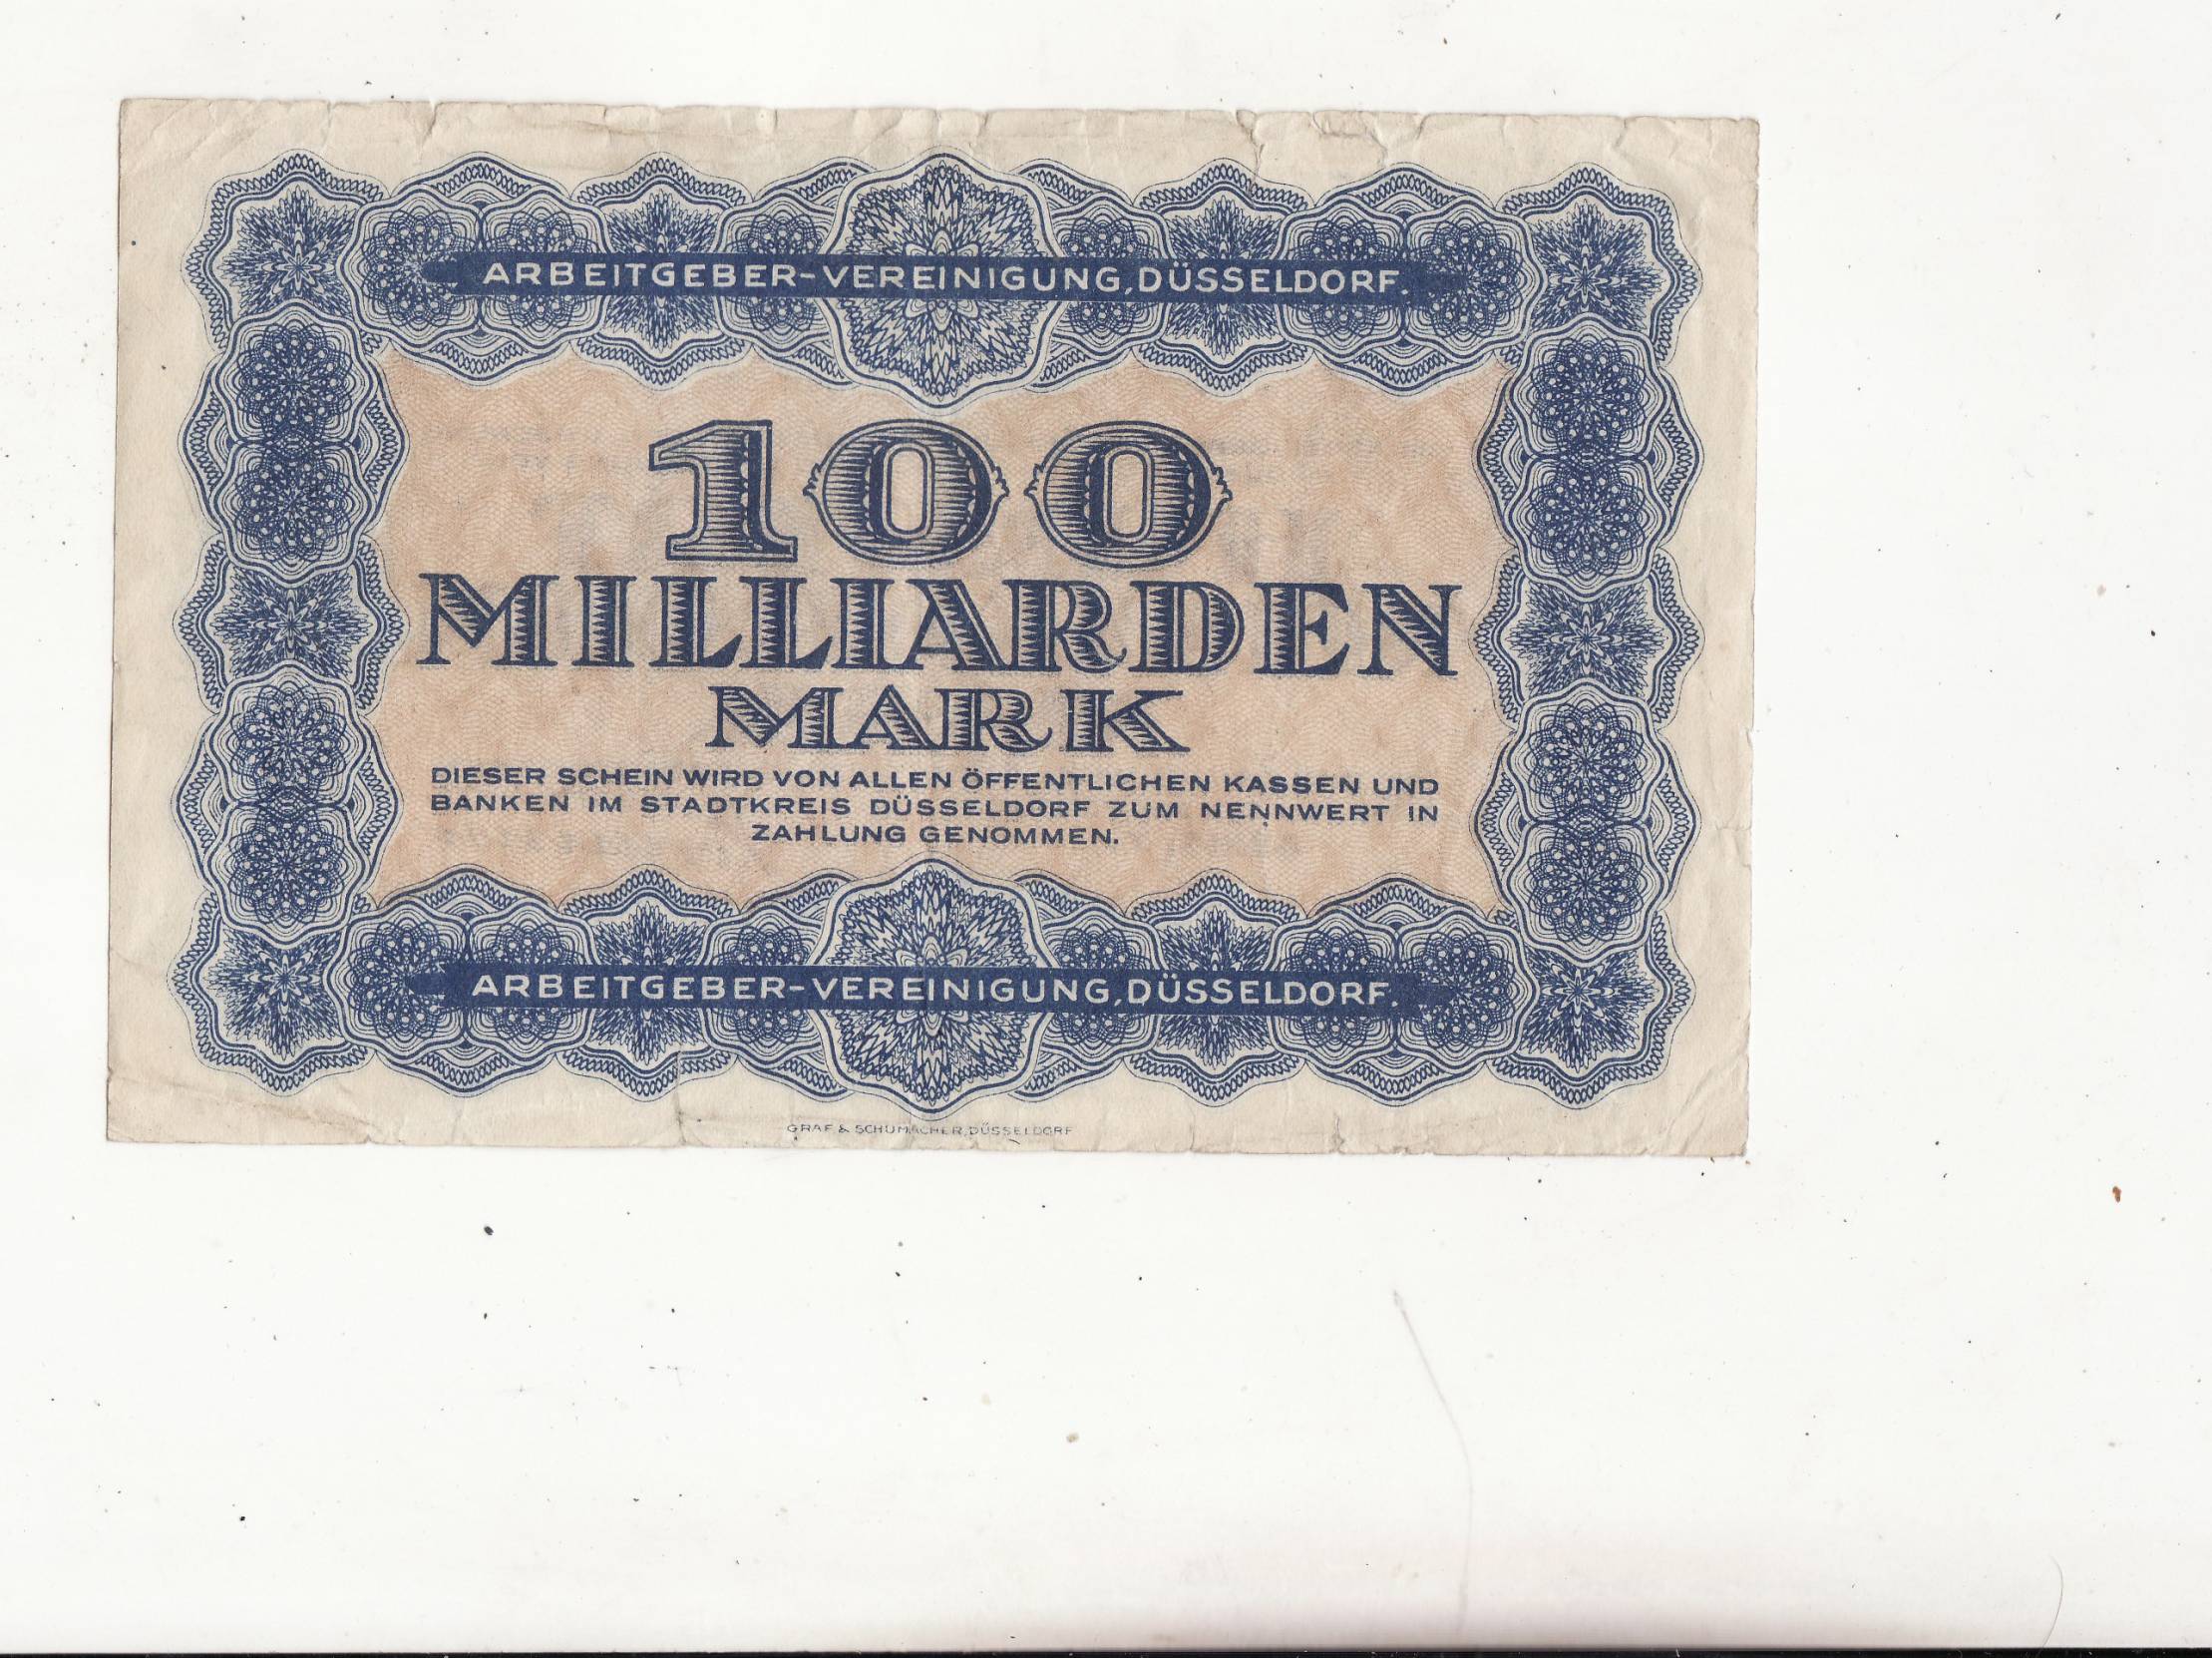 ARBEITGEBER-VEREINIGUNG, DÜSSELDORF.
100
MILLIARDEN
MARK
DIESER SCHEIN WIRD VON ALLEN ÖFFENTLICHEN KASSEN UND
BANKEN IM STADTKREIS DÜSSELDORF ZUM NENNWERT IN
ZAHLUNG GENOMMEN.
ARBEITGEBER-VEREINIGUNG, DÜSSELDORF.
GRAF & SCHUMACHER, DÜSSELDORF